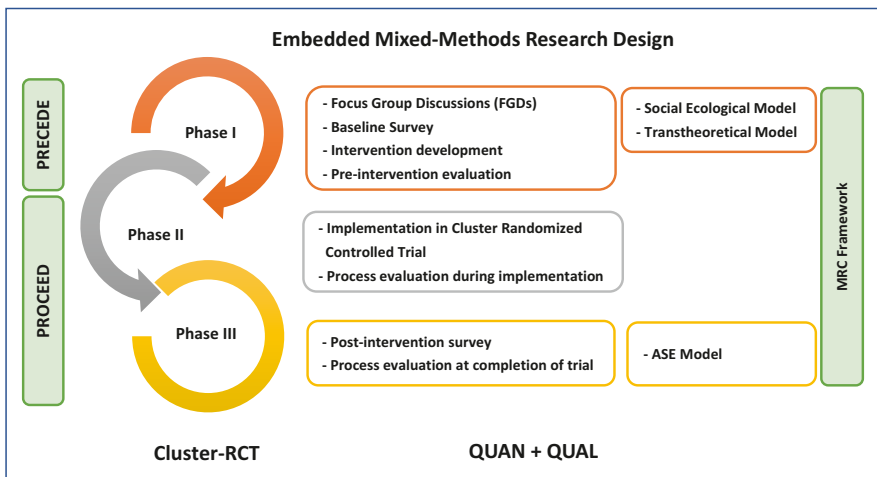 Embedded Mixed-Methods Research Design
PRECEDE
PROCEED
Phase I
- Focus Group Discussions (FGDs)
- Baseline Survey
- Intervention development
- Pre-intervention evaluation
- Social Ecological Model
- Transtheoretical Model
Phase II
- Implementation in Cluster Randomized
Controlled Trial
- Process evaluation during implementation
Phase III
- Post-intervention survey
- Process evaluation at completion of trial
- ASE Model
MRC Framework
Cluster-RCT
QUAN + QUAL